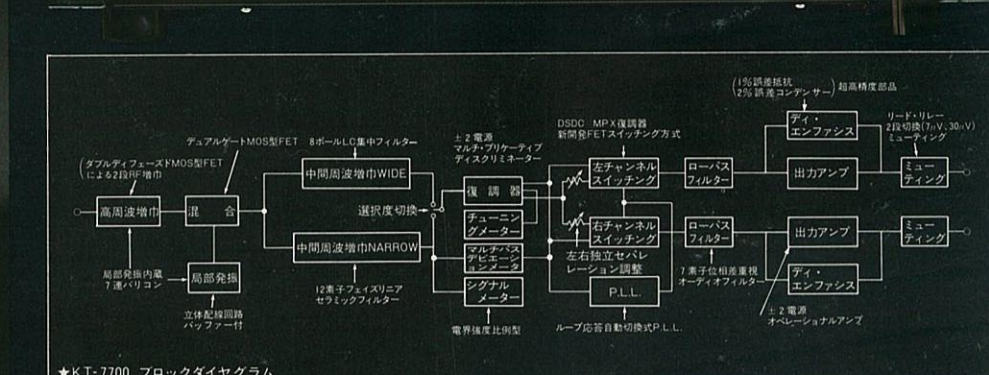 (1%誤差抵抗
2%誤差コンデンサー)超高精度部品
ディ・
エンファシス
リード・リレー
2段切換(7μV、30μV)
ミューティング
DSDC MPX復調器
新開発FETスイッチング方式
デュアルゲートMOS型FET
8ポールLC集中フィルター
±2電源
マルチ・プリケーティブ
ディスクリミネーター
(ダブルディフェーズドMOS型FET
による2段RF増巾
高周波増巾
混合
中間周波増巾WIDE
選択度切換
復調器
左チャンネル
スイッチング
ローパス
フィルター
出力アンプ
ミュー
ティング
チューニン
グメーター
中間周波増巾NARROW
マルチパス
デビエーシ
ョンメータ
右チャンネル
スイッチング
ローパス
フィルター
出力アンプ
ミュー
ティング
局部発振内蔵
7連バリコン
局部発振
12素子フェイズリニア
セラミックフィルター
シグナル
メーター
左右独立セパレ
レーション調整
P.L.L.
7素子位相差重視
オーディオフィルター
ディ・
エンファシス
立体配線回路
バッファー付
電界強度比例型
ループ応答自動切換式P.L.L.
±2電源
オペレーショナルアンプ
★KT-7700 ブロックダイヤグラム